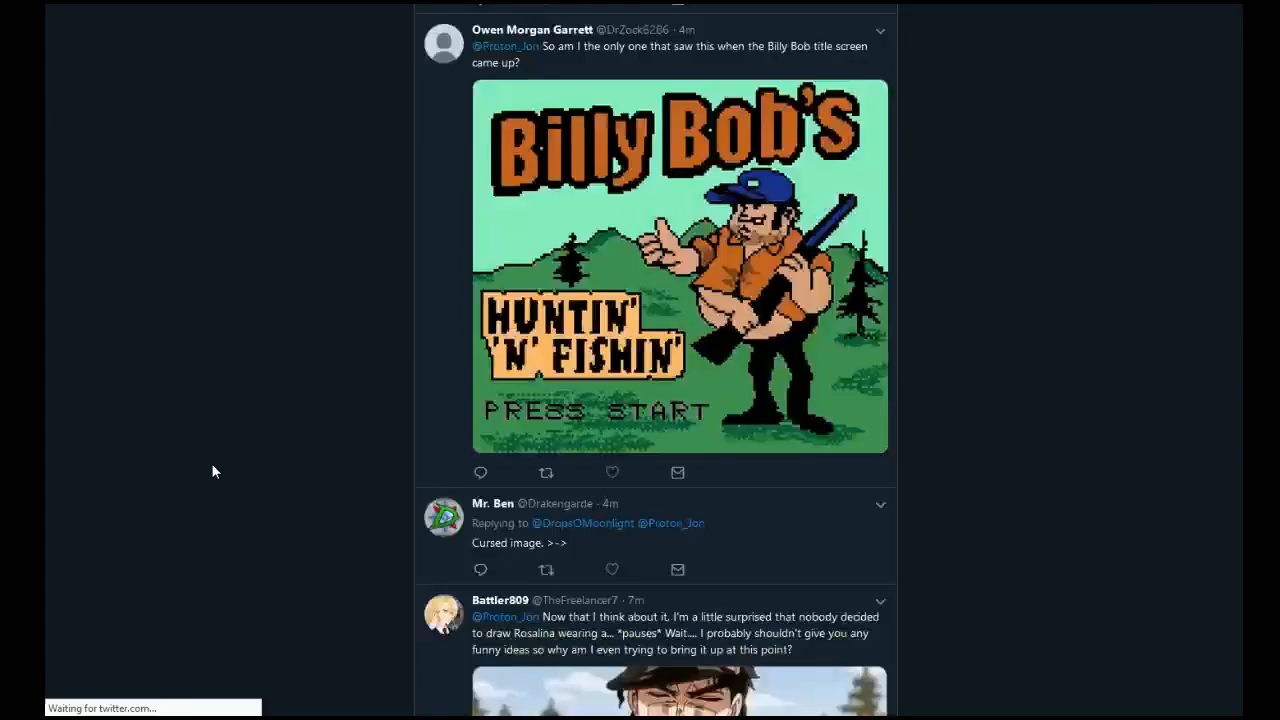 Owen Morgan Garrett @DrZock6286 · 4m
@Proton_Jon So am I the only one that saw this when the Billy Bob title screen
came up?
Billy Bob's
HUNTIN'
'N' FISHIN'
PRESS START
Mr. Ben @Drakengarde · 4m
Replying to @DropsOMoonlight @Proton_Jon
Cursed image. >->
Battler809 @TheFreelancer7 · 7m
@Proton_Jon Now that I think about it, I'm a little surprised that nobody decided
to draw Rosalina wearing a... *pauses* Wait.... I probably shouldn't give you any
funny ideas so why am I even trying to bring it up at this point?
Waiting for twitter.com...